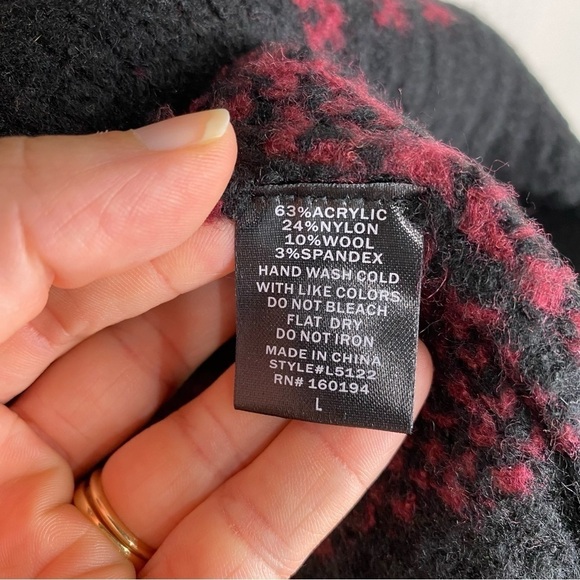 63%ACRYLIC
24%NYLON
10%WOOL
3%SPANDEX
HAND WASH COLD
WITH LIKE COLORS
DO NOT BLEACH
FLAT DRY
DO NOT IRON
MADE IN CHINA
STYLE#L5122
RN# 160194
L